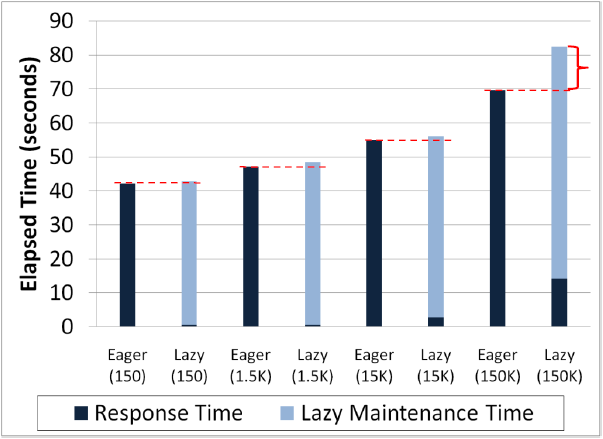 90
80
70
60
50
40
30
20
10
0
Elapsed Time (seconds)
Eager Lazy Eager Lazy Eager Lazy Eager Lazy
(150) (150) (1.5K) (1.5K) (15K) (15K) (150K) (150K)
Response Time Lazy Maintenance Time